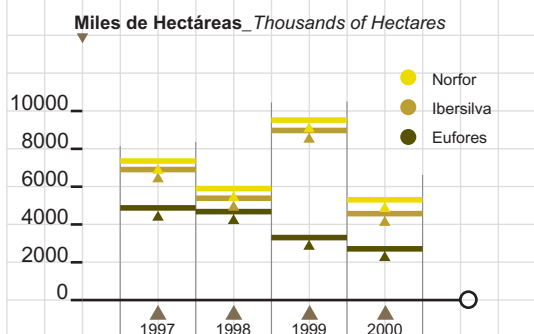 Miles de Hectáreas_Thousands of Hectares
Norfor
Ibersilva
Eufores
10000
8000
6000
4000
2000
0
1997 1998 1999 2000